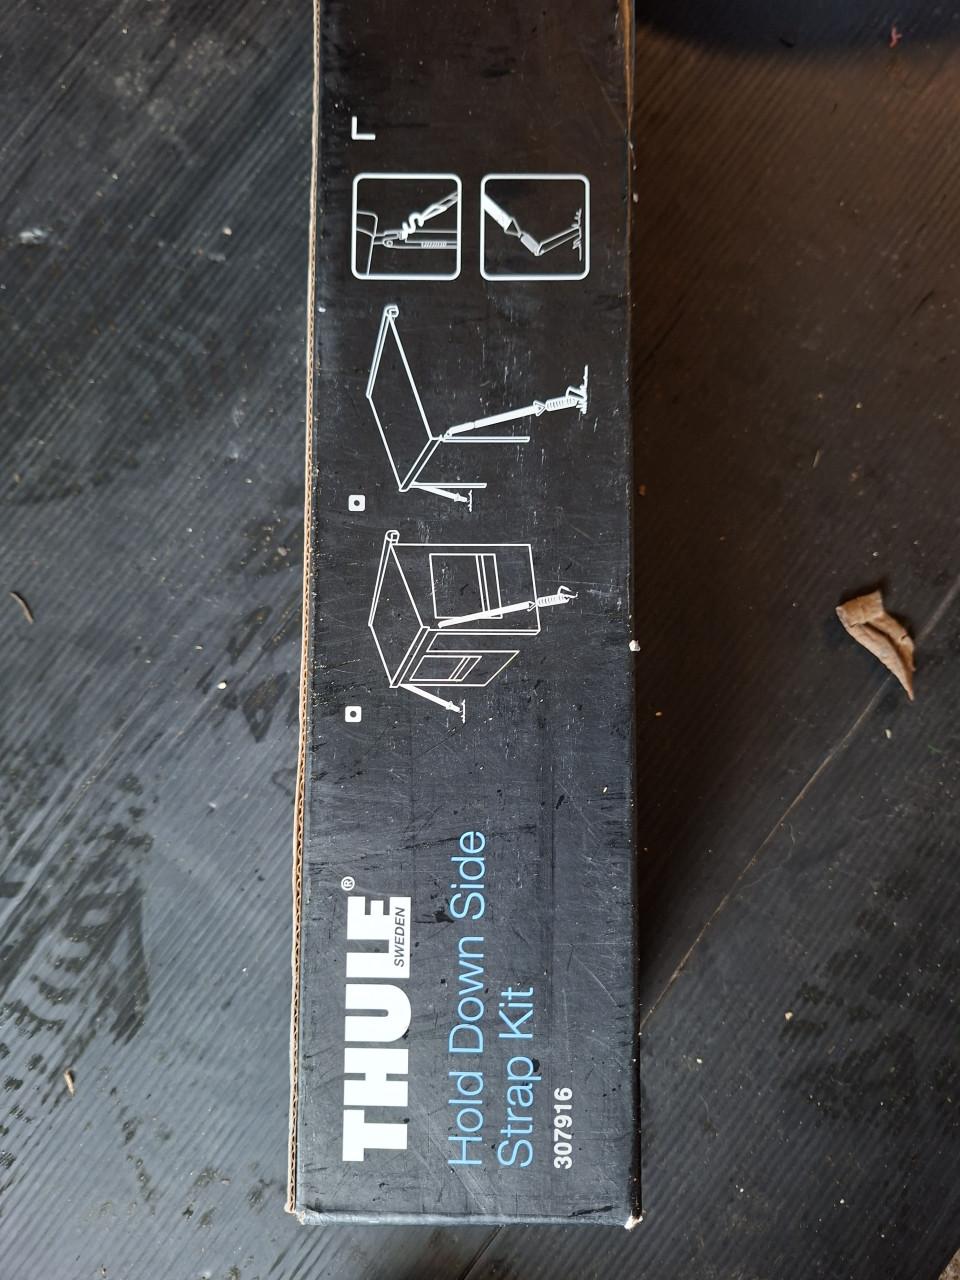 THULE®
SWEDEN
Hold Down Side
Strap Kit
307916